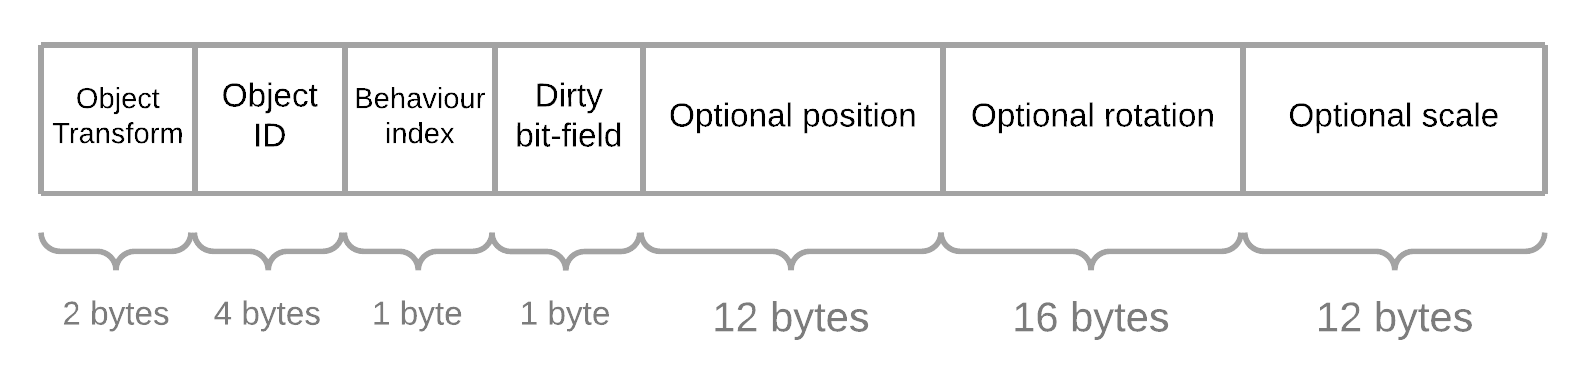 Object
Transform
Object
ID
Behaviour
index
Dirty
bit-field
Optional position
Optional rotation
Optional scale
2 bytes
4 bytes
1 byte
1 byte
12 bytes
16 bytes
12 bytes